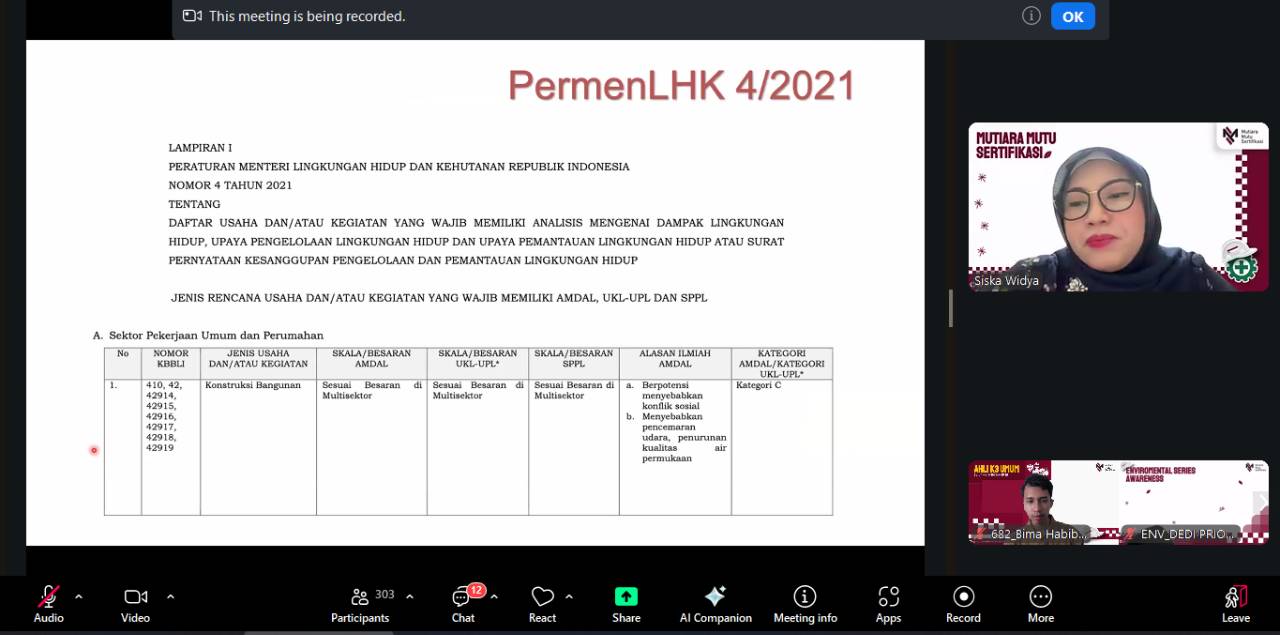 This meeting is being recorded.
OK
PermenLHK 4/2021
LAMPIRAN I
PERATURAN MENTERI LINGKUNGAN HIDUP DAN KEHUTANAN REPUBLIK INDONESIA
NOMOR 4 TAHUN 2021
TENTANG
DAFTAR USAHA DAN/ATAU KEGIATAN YANG WAJIB MEMILIKI ANALISIS MENGENAI DAMPAK LINGKUNGAN
HIDUP, UPAYA PENGELOLAAN LINGKUNGAN HIDUP DAN UPAYA PEMANTAUAN LINGKUNGAN HIDUP ATAU SURAT
PERNYATAAN KESANGGUPAN PENGELOLAAN DAN PEMANTAUAN LINGKUNGAN HIDUP
JENIS RENCANA USAHA DAN/ATAU KEGIATAN YANG WAJIB MEMILIKI AMDAL, UKL-UPL DAN SPPL
A. Sektor Pekerjaan Umum dan Perumahan
No
NOMOR
KBBLI
JENIS USAHA
DAN/ATAU KEGIATAN
SKALA/BESARAN
AMDAL
SKALA/BESARAN
UKL-UPL*
SKALA/BESARAN
SPPL
ALASAN ILMIAH
AMDAL
KATEGORI
AMDAL/KATEGORI
UKL-UPL*
1.
410, 42,
42914,
42915,
42916,
42917,
42918,
42919
Konstruksi Bangunan
Sesuai Besaran di
Multisektor
Sesuai Besaran di
Multisektor
Sesuai Besaran di
Multisektor
a. Berpotensi
menyebabkan
konflik sosial
b. Menyebabkan
pencemaran
udara, penurunan
kualitas air
permukaan
Kategori C
MUTIARA MUTU
SERTIFIKASI
Mutiara
Mutu
Sertifikasi
Siska Widya
AHLI K3 UMUM
682_Bima Habib...
ENVIROMENTAL SERIES
AWARENESS
ENV_DEDI PRIO...
Audio
Video
Participants
303
Chat
12
React
Share
AI Companion
Meeting info
Apps
Record
More
Leave